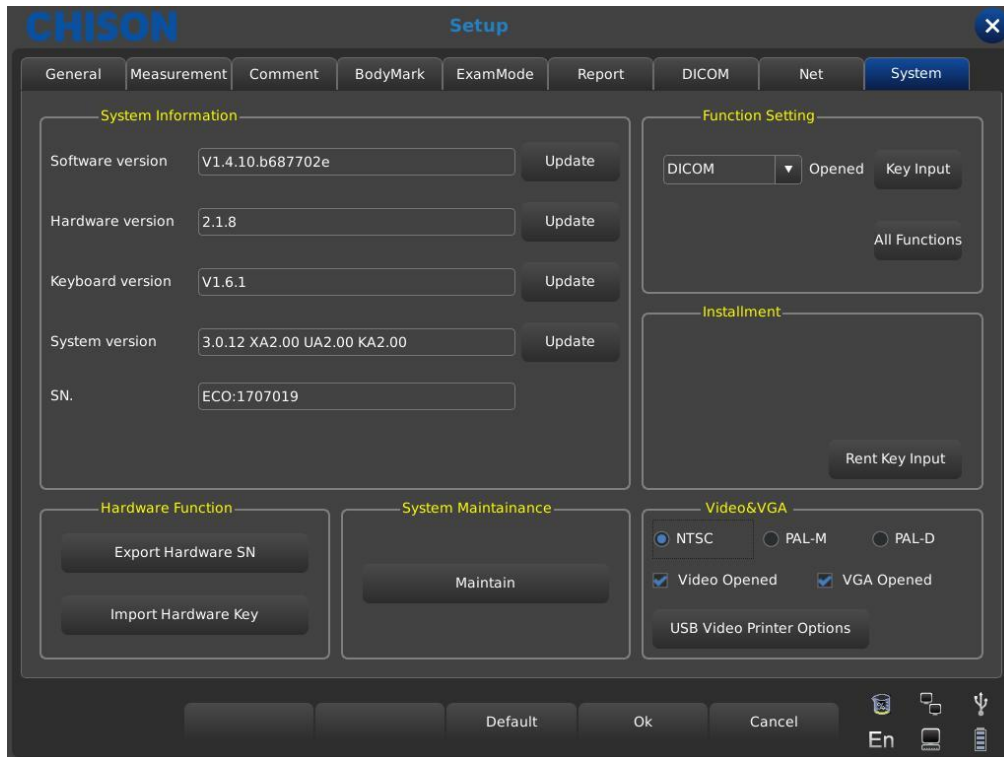 CHISON
Setup
General Measurement Comment BodyMark ExamMode Report DICOM Net System
System Information
Software version V1.4.10.b687702e Update
Hardware version 2.1.8 Update
Keyboard version V1.6.1 Update
System version 3.0.12 XA2.00 UA2.00 KA2.00 Update
SN. ECO:1707019
Function Setting
DICOM Opened Key Input
All Functions
Installment
Rent Key Input
Hardware Function
Export Hardware SN
Import Hardware Key
System Maintainance
Maintain
Video&VGA
NTSC PAL-M PAL-D
Video Opened VGA Opened
USB Video Printer Options
Default Ok Cancel
En